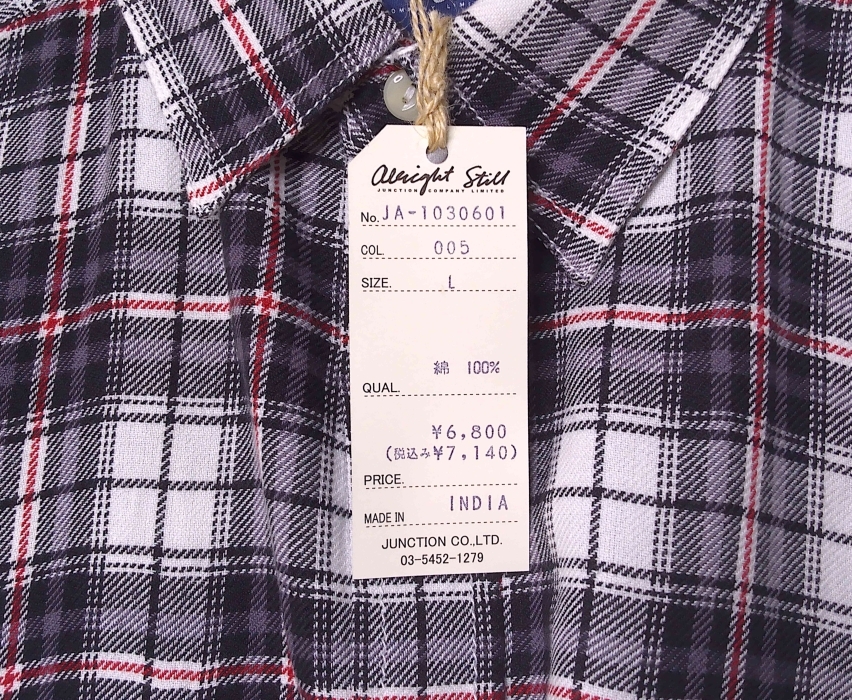 Alright Still
JUNCTION COMPANY LIMITED
No. JA-1030601
COL. 005
SIZE. L
綿 100%
QUAL.
¥6,800
(税込み¥7,140)
PRICE.
MADE IN INDIA
JUNCTION CO.,LTD.
03-5452-1279